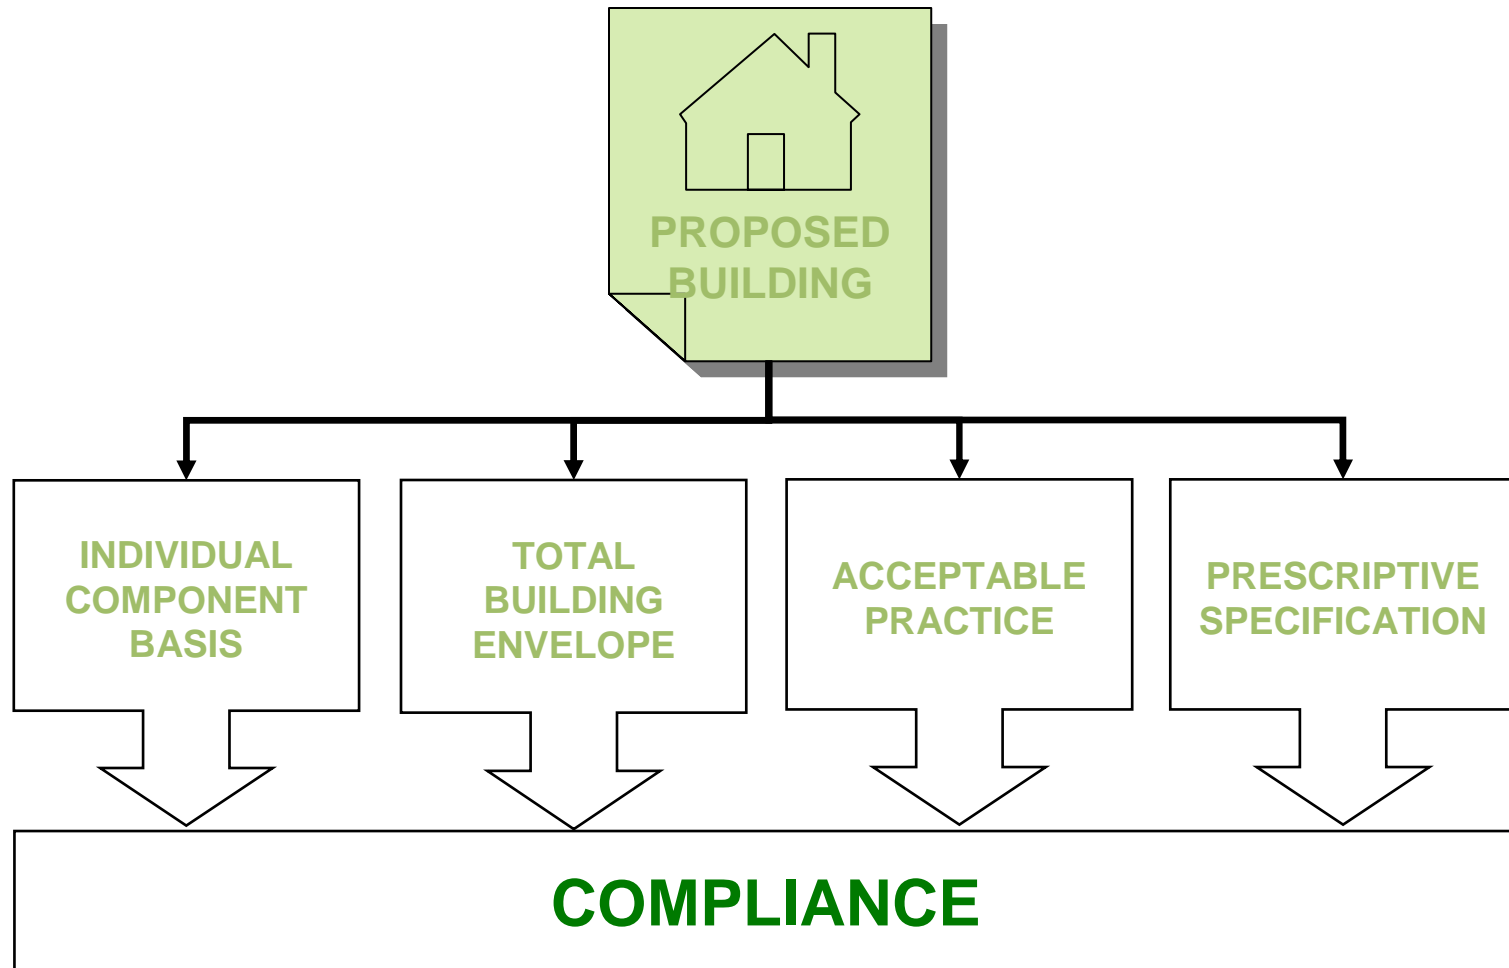 PROPOSED
BUILDING
INDIVIDUAL
COMPONENT
BASIS
TOTAL
BUILDING
ENVELOPE
ACCEPTABLE
PRACTICE
PRESCRIPTIVE
SPECIFICATION
COMPLIANCE